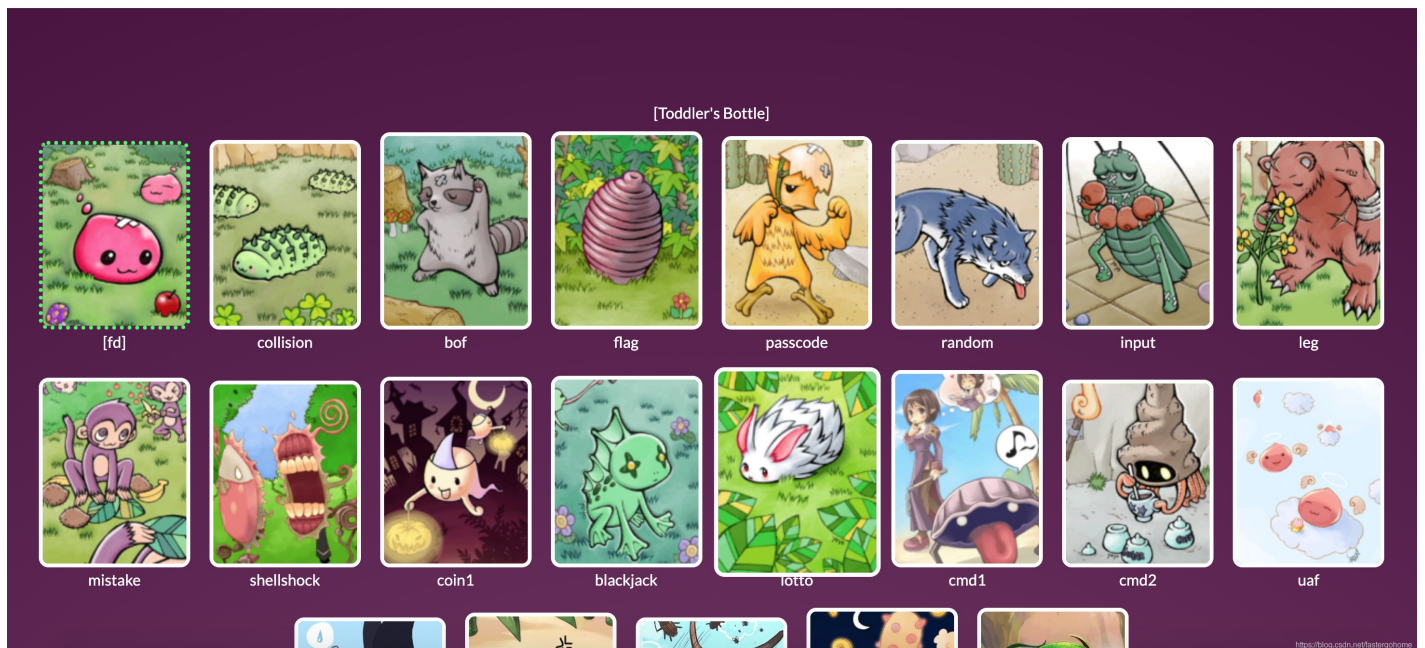 [Toddler's Bottle]
[fd] collision bof flag passcode random input leg
mistake shellshock coin1 blackjack lotto cmd1 cmd2 uaf
https://blog.csdn.net/fastergohome